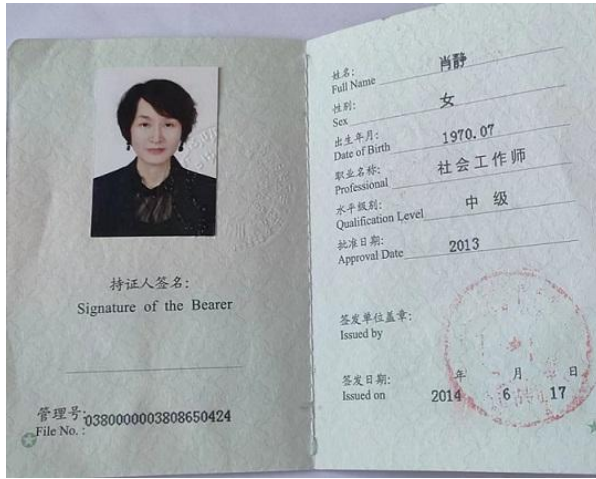 持证人签名:
Signature of the Bearer
管理号:
File No. :
0380000003808650424
姓名:
Full Name
肖静
性别:
Sex
女
出生年月:
Date of Birth
1970.07
职业名称:
Professional
社会工作师
水平级别:
Qualification Level
中 级
批准日期:
Approval Date
2013
签发单位盖章:
Issued by
签发日期:
Issued on
2014 年 6 月 17 日